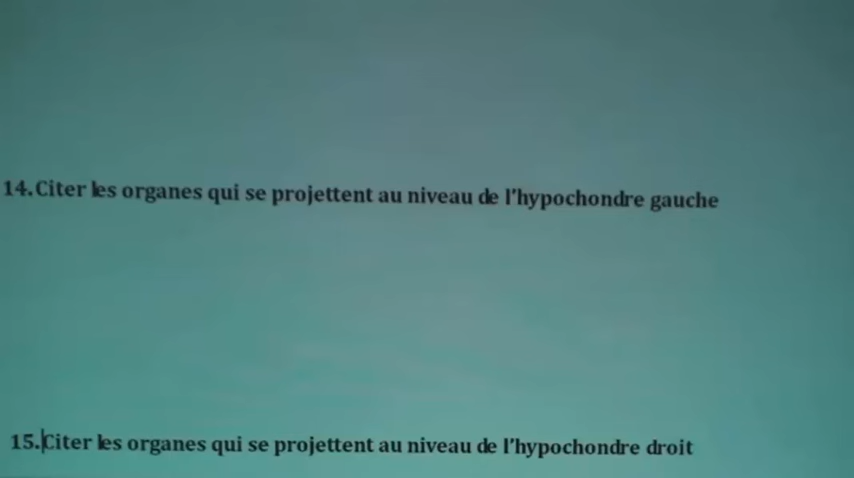 14.Citer les organes qui se projettent au niveau de l'hypochondre gauche
15.Citer les organes qui se projettent au niveau de l'hypochondre droit